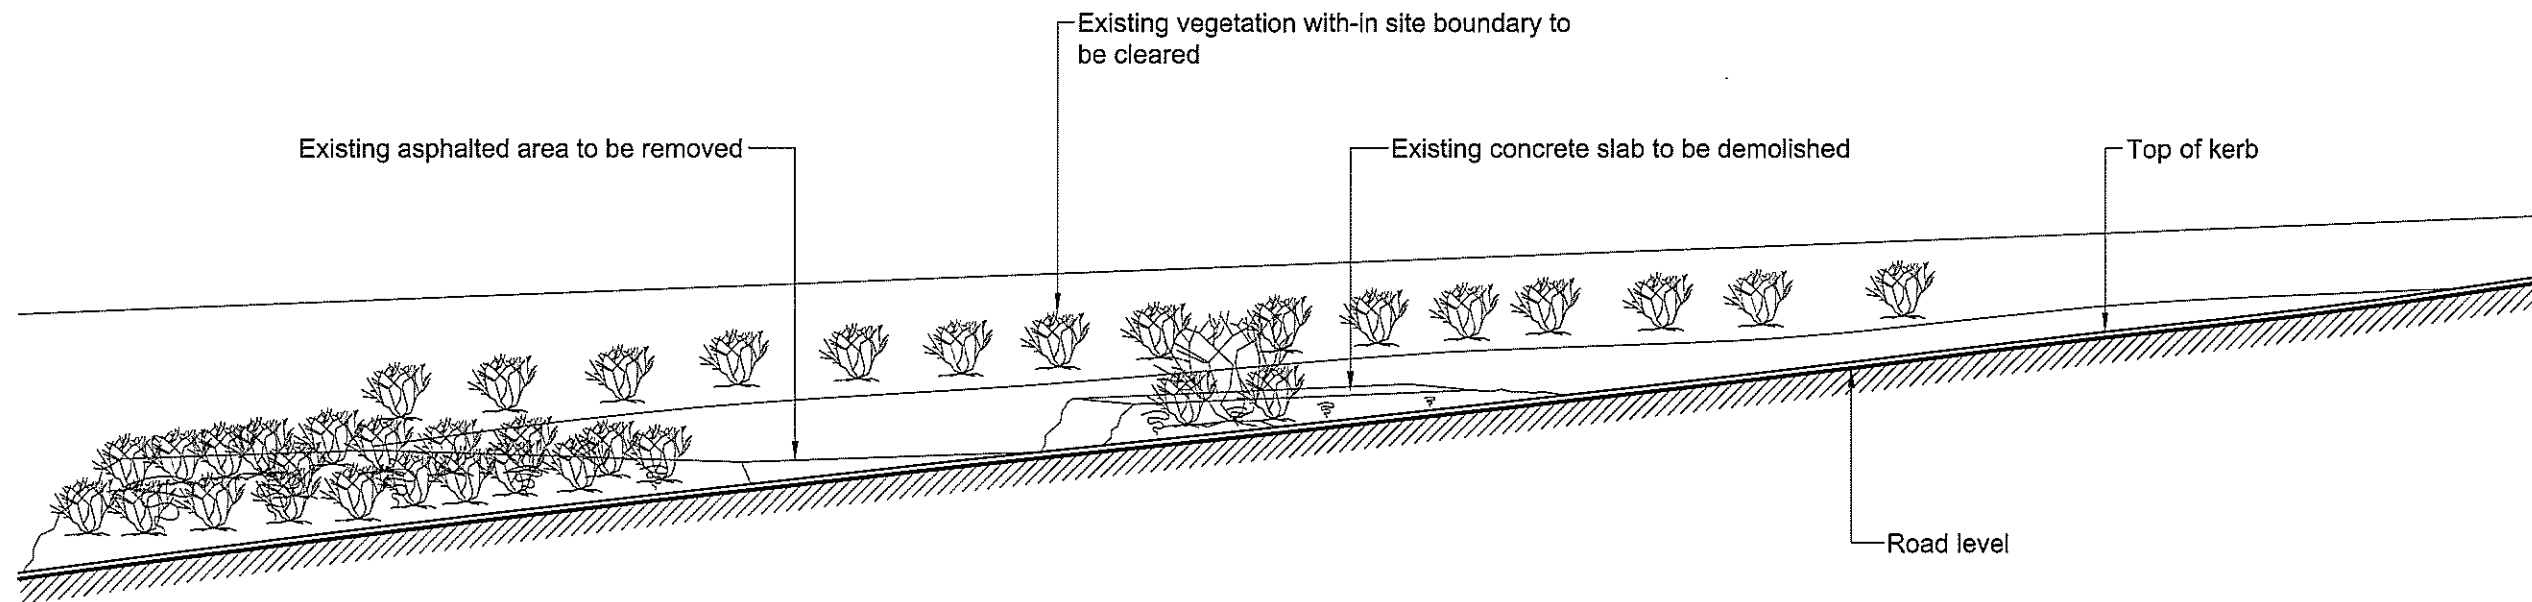 Existing vegetation with-in site boundary to
be cleared
Existing asphalted area to be removed
Existing concrete slab to be demolished
Top of kerb
Road level